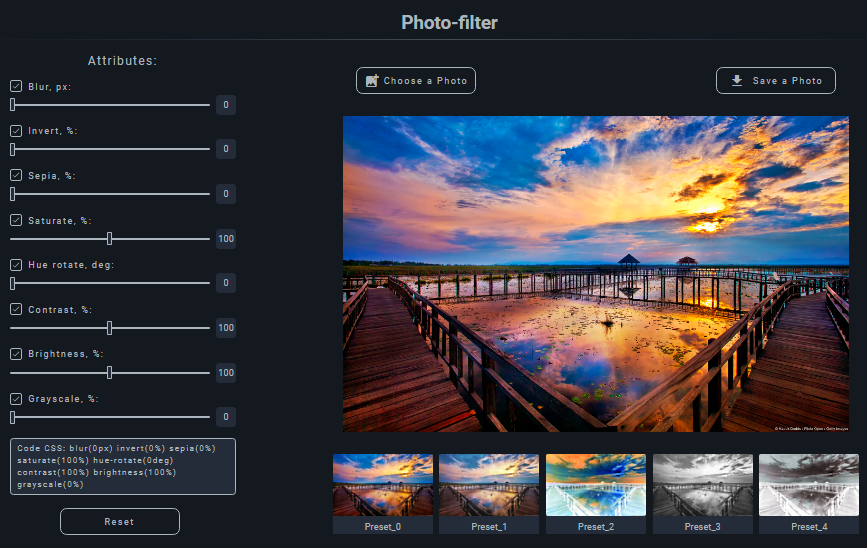 Photo-filter
Attributes:
Blur, px:
0
Invert, %:
0
Sepia, %:
0
Saturate, %:
100
Hue rotate, deg:
0
Contrast, %:
100
Brightness, %:
100
Grayscale, %:
0
Code CSS: blur(0px) invert(0%) sepia(0%)
saturate(100%) hue-rotate(0deg)
contrast(100%) brightness(100%)
grayscale(0%)
Reset
Choose a Photo
Save a Photo
Preset_0
Preset_1
Preset_2
Preset_3
Preset_4